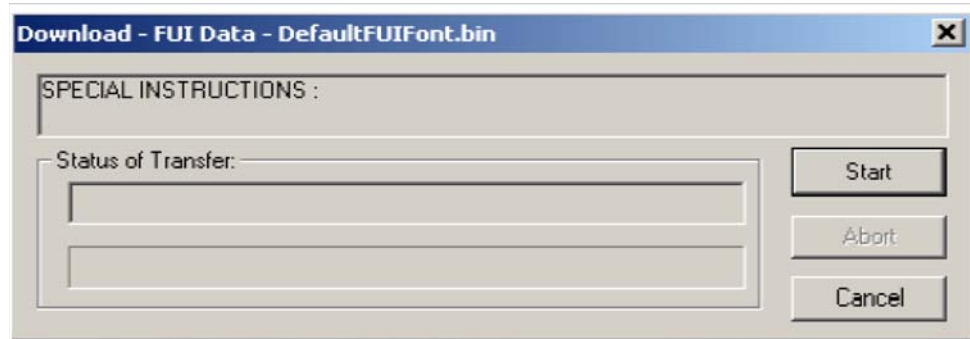 Download - FUI Data - DefaultFUIFont.bin
SPECIAL INSTRUCTIONS :
Status of Transfer:
Start
Abort
Cancel